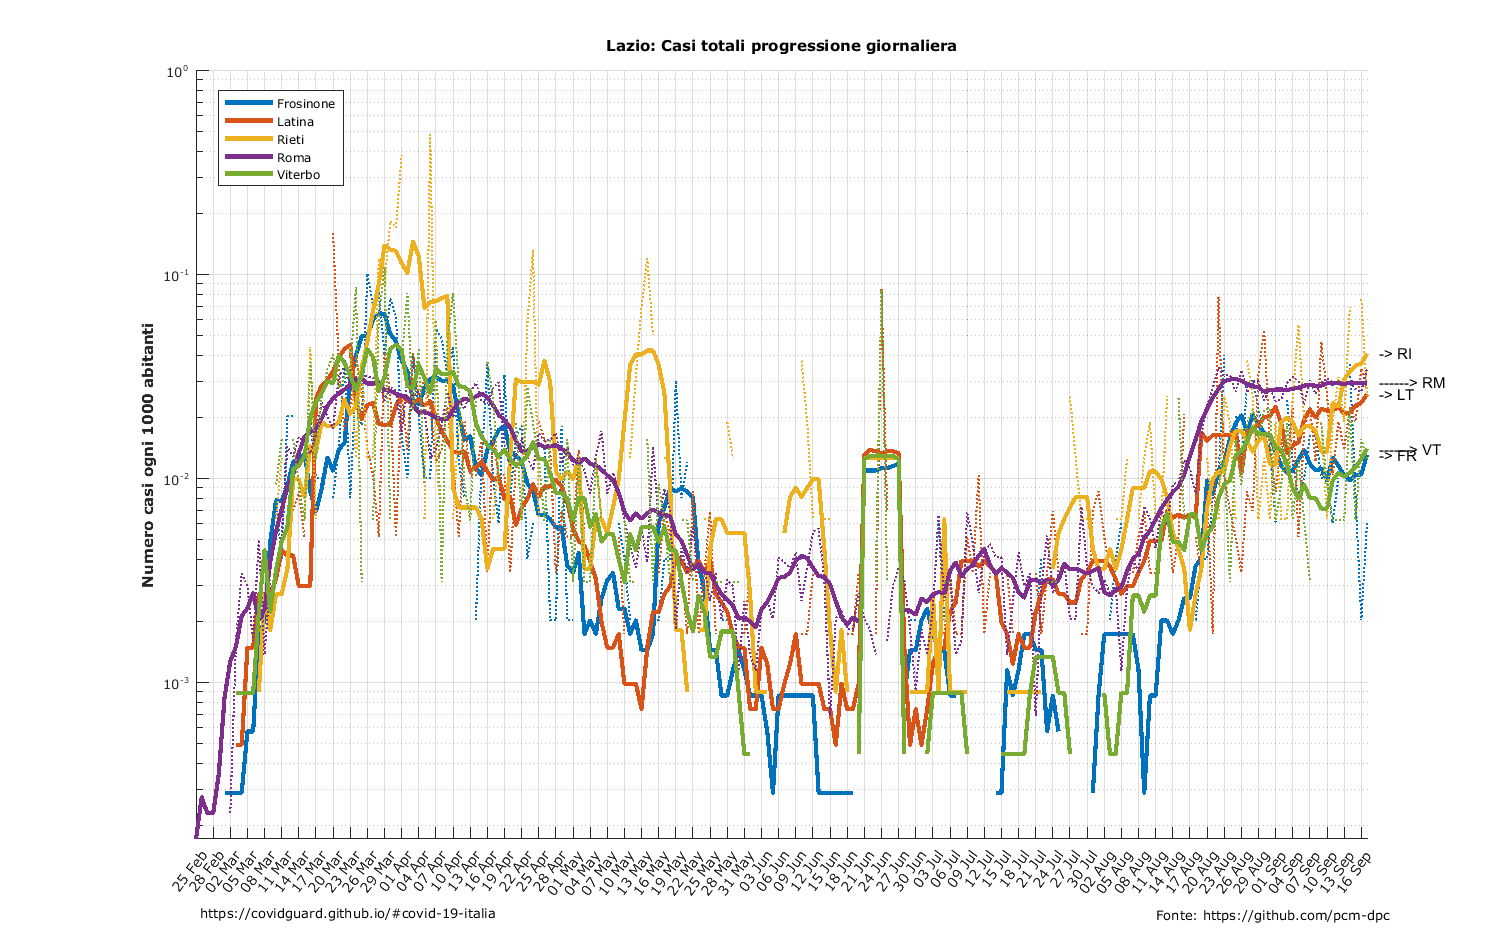 Lazio: Casi totali progressione giornaliera
Numero casi ogni 1000 abitanti
10⁰
10⁻¹
10⁻²
10⁻³
Frosinone
Latina
Rieti
Roma
Viterbo
-> RI
------> RM
-> LT
-----> VT
-> FR
25 Feb
28 Feb
02 Mar
05 Mar
08 Mar
11 Mar
14 Mar
17 Mar
20 Mar
23 Mar
26 Mar
29 Mar
01 Apr
04 Apr
07 Apr
10 Apr
13 Apr
16 Apr
19 Apr
22 Apr
25 Apr
28 Apr
01 May
04 May
07 May
10 May
13 May
16 May
19 May
22 May
25 May
28 May
31 May
03 Jun
06 Jun
09 Jun
12 Jun
15 Jun
18 Jun
21 Jun
24 Jun
27 Jun
30 Jun
03 Jul
06 Jul
09 Jul
12 Jul
15 Jul
18 Jul
21 Jul
24 Jul
27 Jul
30 Jul
02 Aug
05 Aug
08 Aug
11 Aug
14 Aug
17 Aug
20 Aug
23 Aug
26 Aug
29 Aug
01 Sep
04 Sep
07 Sep
10 Sep
13 Sep
16 Sep
https://covidguard.github.io/#covid-19-italia
Fonte: https://github.com/pcm-dpc